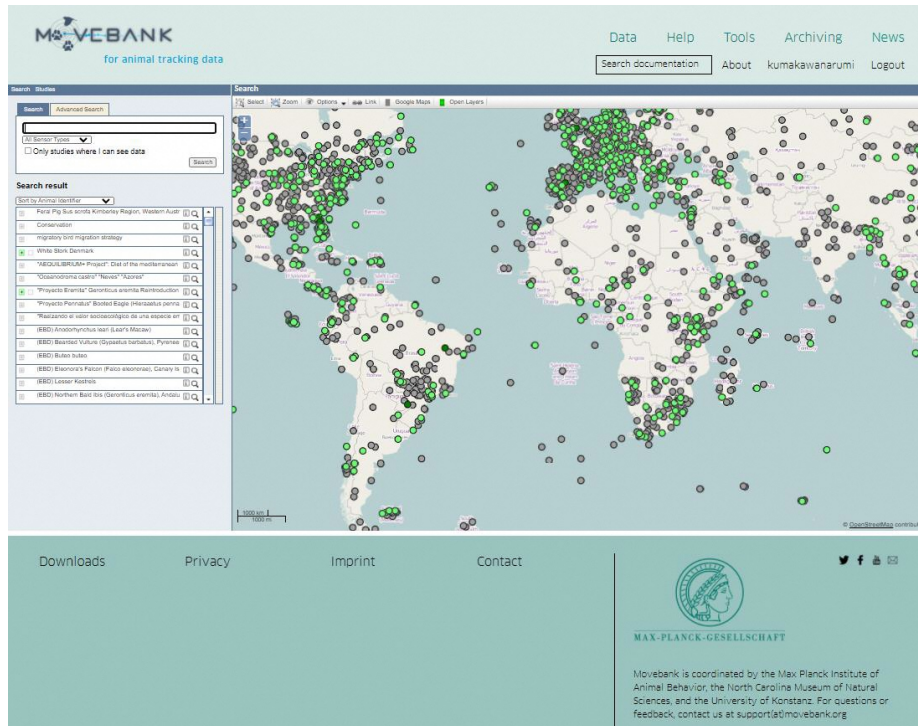 MOVEBANK
for animal tracking data
Data Help Tools Archiving News
Search documentation About kumakawanarumi Logout
Search Studies
Search
Search Advanced Search
Select Zoom Options Link Google Maps Open Layers
All Sensor Types
Only studies where I can see data
Search
Search result
Sort by Animal Identifier
Feral Pig Sus scrofa Kimberley Region, Western Austr
Conservation
migratory bird migration strategy
White Stork Denmark
"AEQUILIBRIUM+ Project": Diet of the mediterranean
"Oceanodroma castro" "Neves" "Azores"
"Proyecto Eremita" Geronticus eremita Reintroduction
"Proyecto Pennatus" Booted Eagle (Hieraaetus penna
"Realzando el valor socioecológico de una especie em
(EBD) Anodorhynchus leari (Lear's Macaw)
(EBD) Bearded Vulture (Gypaetus barbatus), Pyrenea
(EBD) Buteo buteo
(EBD) Eleonora's Falcon (Falco eleonorae), Canary Is
(EBD) Lesser Kestrels
(EBD) Northern Bald Ibis (Geronticus eremita), Andalu
1000 km
1000 mi
© OpenStreetMap contribu
Downloads Privacy Imprint Contact
MAX-PLANCK-GESELLSCHAFT
Movebank is coordinated by the Max Planck Institute of
Animal Behavior, the North Carolina Museum of Natural
Sciences, and the University of Konstanz. For questions or
feedback, contact us at support(at)movebank.org